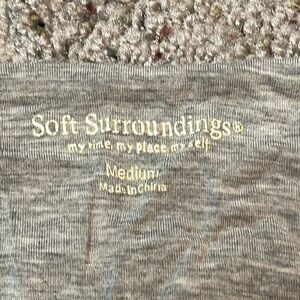 Soft Surroundings®
my time, my place, my self.
Medium
Made In China